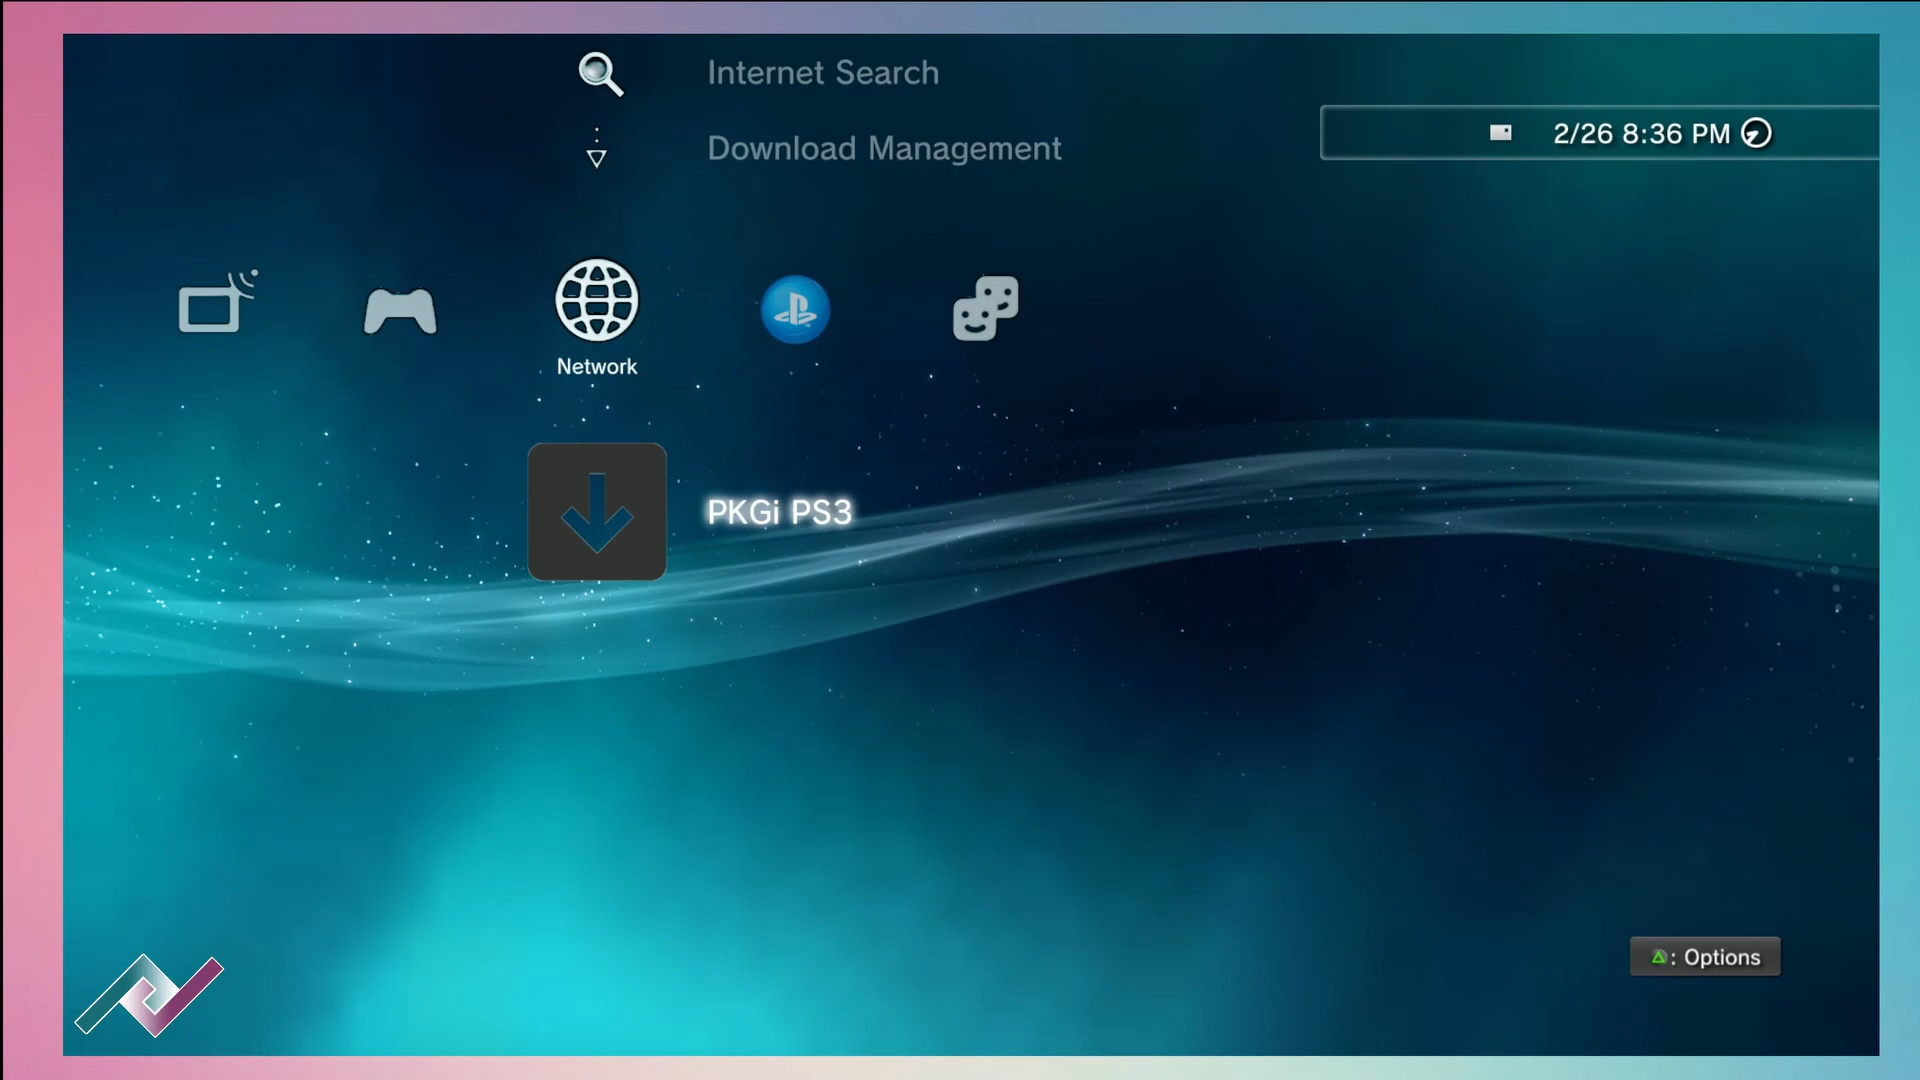 Internet Search
2/26 8:36 PM
Download Management
Network
PKGi PS3
: Options